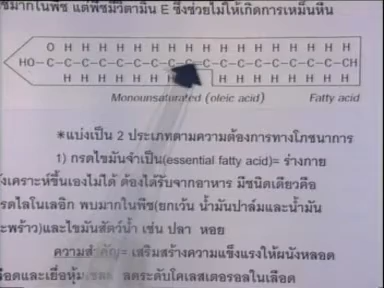 ชมากในพืช แต่พืชมีวิตามิน E ซึ่งช่วยไม่ให้เกิดการเหม็นหืน
O H H H H H H H H H H H H H H H H
HO-C-C-C-C-C-C-C-C-C=C-C-C-C-C-C-C-C-CH
H H H H H H H H H H H H H H
Monounsaturated (oleic acid) Fatty acid
*แบ่งเป็น 2 ประเภทตามความต้องการทางโภชนาการ
1) กรดไขมันจำเป็น(essential fatty acid)= ร่างกาย
ังเคราะห์ขึ้นเองไม่ได้ ต้องได้รับจากอาหาร มีชนิดเดียวคือ
รดไลโนเลอิก พบมากในพืช(ยกเว้น น้ำมันปาล์มและน้ำมัน
ะพร้าว)และไขมันสัตว์น้ำ เช่น ปลา หอย
ความสำคัญ= เสริมสร้างความแข็งแรงให้ผนังหลอด
ลือดและเยื่อหุ้ม ลดระดับโคเลสเตอรอลในเลือด